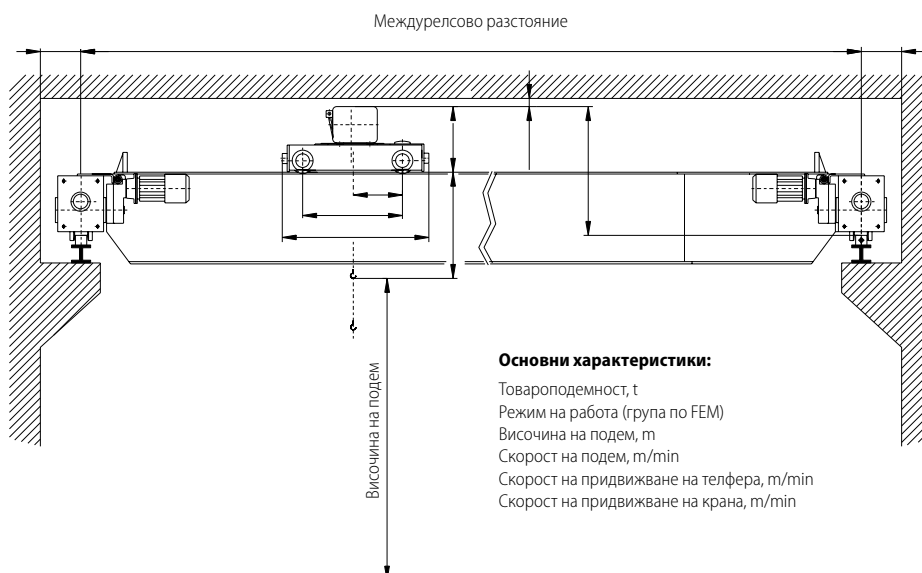 Междурелсово разстояние
Височина на подем
Основни характеристики:
Товароподемност, t
Режим на работа (група по FEM)
Височина на подем, m
Скорост на подем, m/min
Скорост на придвижване на телфера, m/min
Скорост на придвижване на крана, m/min